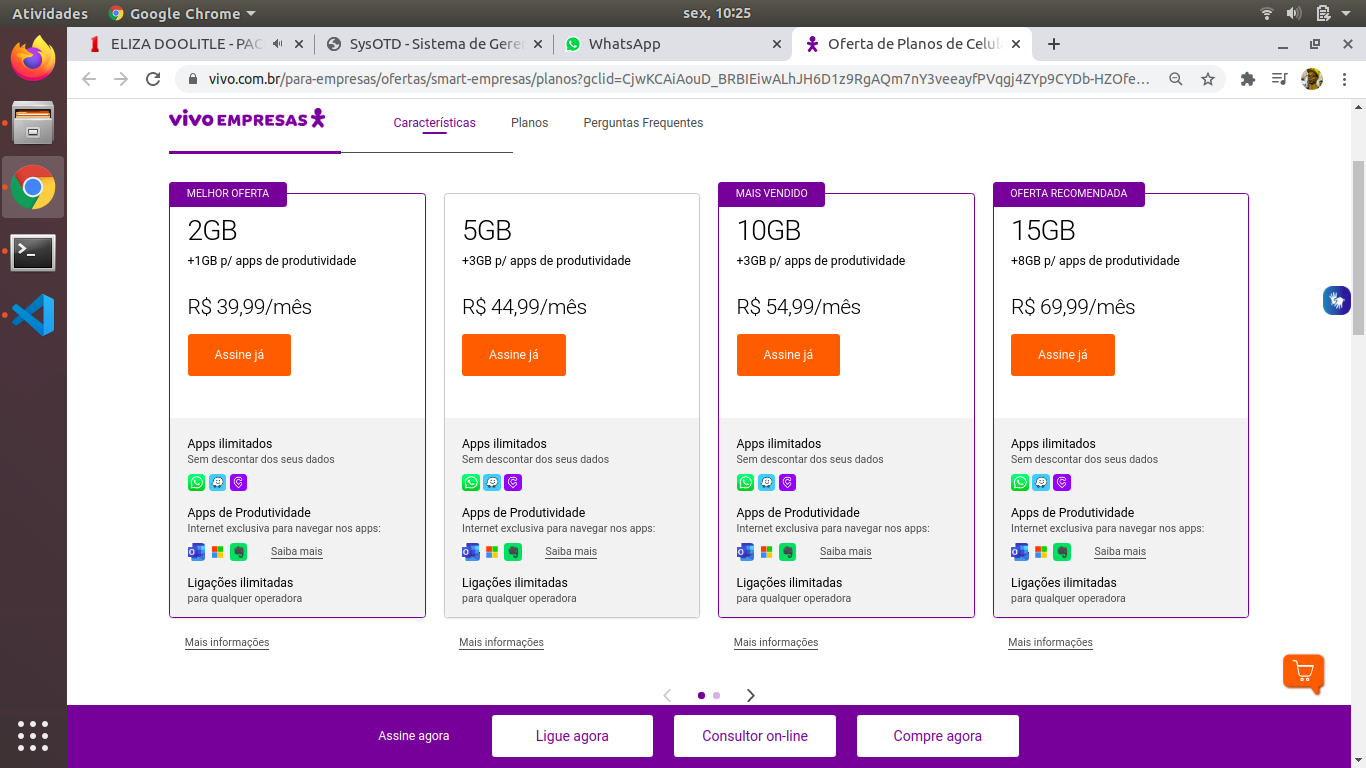 Atividades
Google Chrome
sex, 10:25
ELIZA DOOLITLE - PAC
SysOTD - Sistema de Geren
WhatsApp
Oferta de Planos de Celul
vivo.com.br/para-empresas/ofertas/smart-empresas/planos?gclid=CjwKCAiAouD_BRBIEiwALhJH6D1z9RgAQm7nY3veeayfPVqgj4ZYp9CYDb-HZOfe...
vivo EMPRESAS
Características
Planos
Perguntas Frequentes
MELHOR OFERTA
2GB
+1GB p/ apps de produtividade
R$ 39,99/mês
Assine já
Apps ilimitados
Sem descontar dos seus dados
Apps de Produtividade
Internet exclusiva para navegar nos apps:
Saiba mais
Ligações ilimitadas
para qualquer operadora
Mais informações
5GB
+3GB p/ apps de produtividade
R$ 44,99/mês
Assine já
Apps ilimitados
Sem descontar dos seus dados
Apps de Produtividade
Internet exclusiva para navegar nos apps:
Saiba mais
Ligações ilimitadas
para qualquer operadora
Mais informações
MAIS VENDIDO
10GB
+3GB p/ apps de produtividade
R$ 54,99/mês
Assine já
Apps ilimitados
Sem descontar dos seus dados
Apps de Produtividade
Internet exclusiva para navegar nos apps:
Saiba mais
Ligações ilimitadas
para qualquer operadora
Mais informações
OFERTA RECOMENDADA
15GB
+8GB p/ apps de produtividade
R$ 69,99/mês
Assine já
Apps ilimitados
Sem descontar dos seus dados
Apps de Produtividade
Internet exclusiva para navegar nos apps:
Saiba mais
Ligações ilimitadas
para qualquer operadora
Mais informações
Assine agora
Ligue agora
Consultor on-line
Compre agora